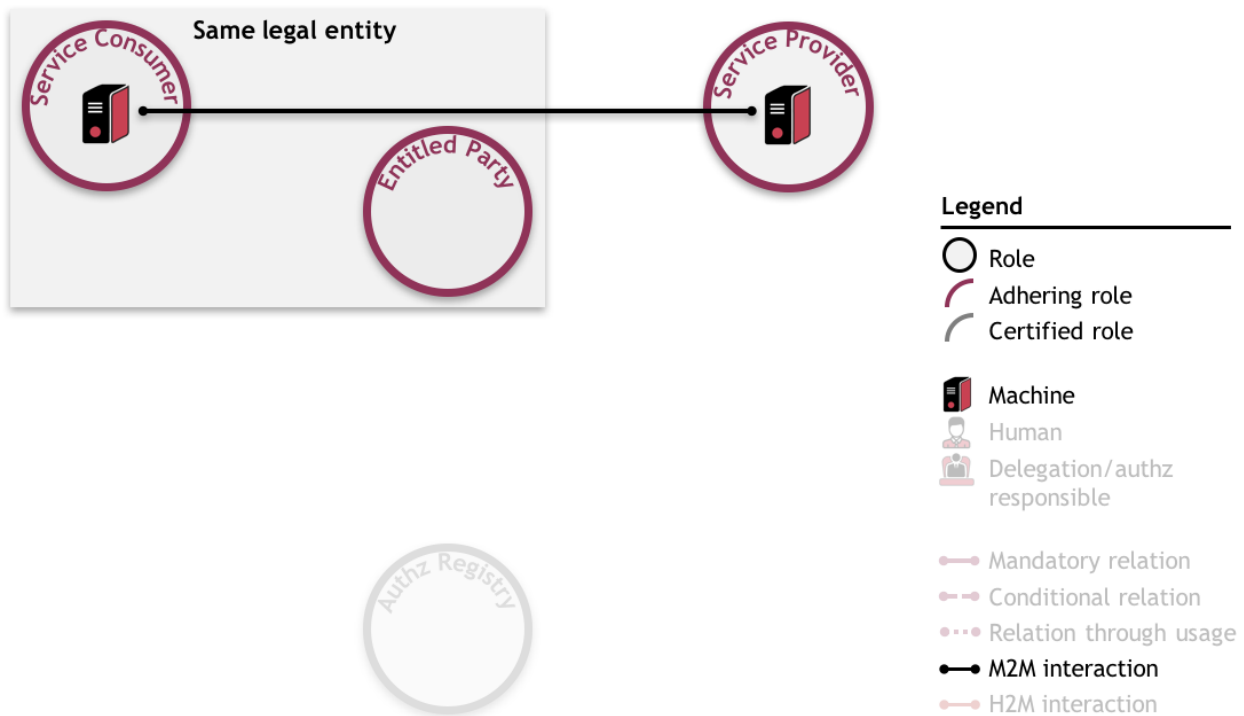 Same legal entity
Service Consumer
Service Provider
Entitled Party
Authz Registry
Legend
Role
Adhering role
Certified role
Machine
Human
Delegation/authz
responsible
Mandatory relation
Conditional relation
Relation through usage
M2M interaction
H2M interaction